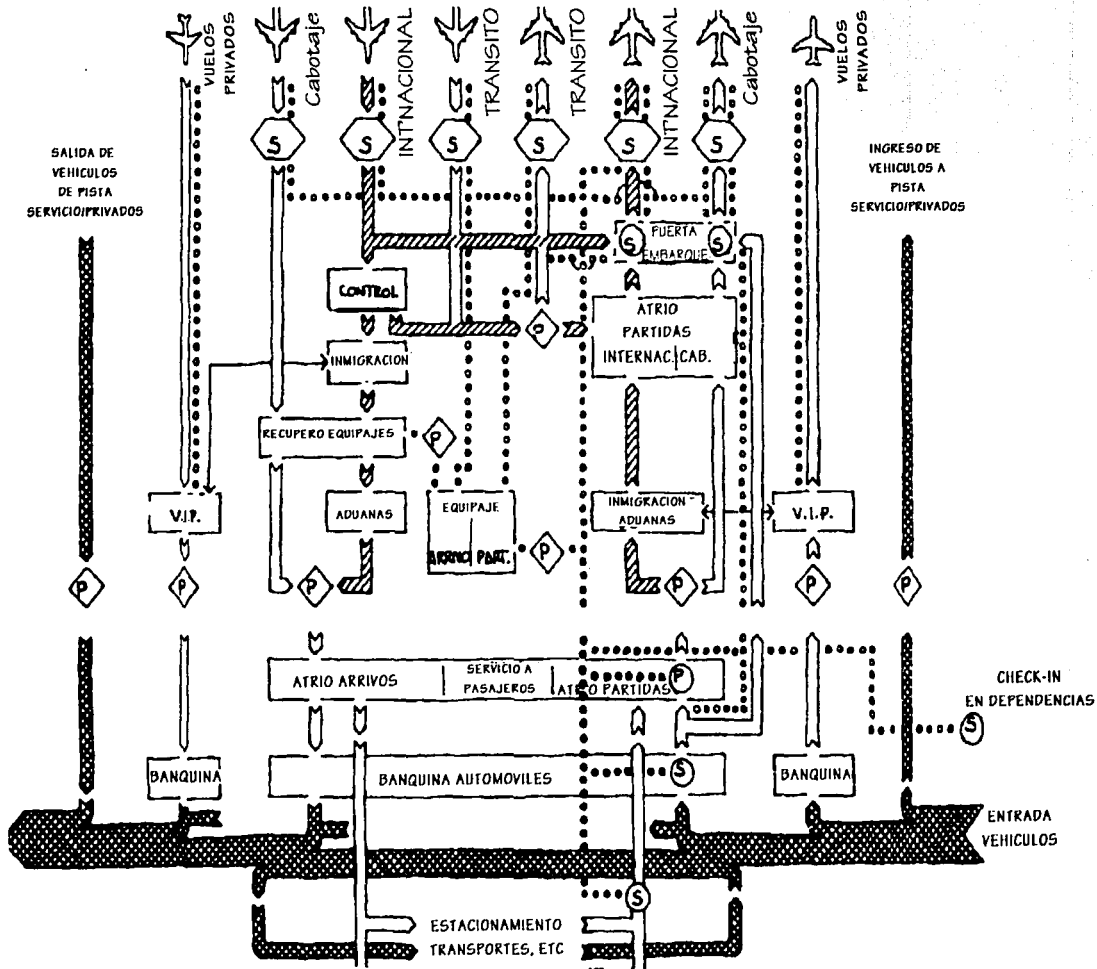 VUELOS
PRIVADOS
Cabotaje
INT'NACIONAL
TRANSITO
TRANSITO
INT'NACIONAL
Cabotaje
VUELOS
PRIVADOS
S
S
S
S
S
S
SALIDA DE
VEHICULOS
DE PISTA
SERVICIO/PRIVADOS
INGRESO DE
VEHICULOS A
PISTA
SERVICIO/PRIVADOS
S
S
PUERTA
EMBARQUE
CONTROL
P
ATRIO
PARTIDAS
INTERNAC. CAB.
INMIGRACION
RECUPERO EQUIPAJES
P
V.I.P.
ADUANAS
EQUIPAJE
PART.
INMIGRACION
ADUANAS
V.I.P.
P
P
P
P
P
P
P
ATRIO ARRIVOS
SERVICIO A
PASAJEROS
ATRIO PARTIDAS
P
CHECK-IN
EN DEPENDENCIAS
S
BANQUINA
BANQUINA AUTOMOVILES
S
BANQUINA
ENTRADA
VEHICULOS
S
ESTACIONAMIENTO
TRANSPORTES, ETC